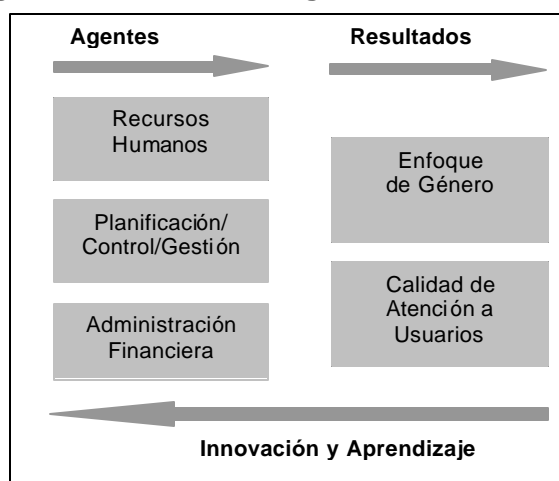 Agentes
Resultados
Recursos
Humanos
Planificación/
Control/Gestión
Administración
Financiera
Enfoque
de Género
Calidad de
Atención a
Usuarios
Innovación y Aprendizaje